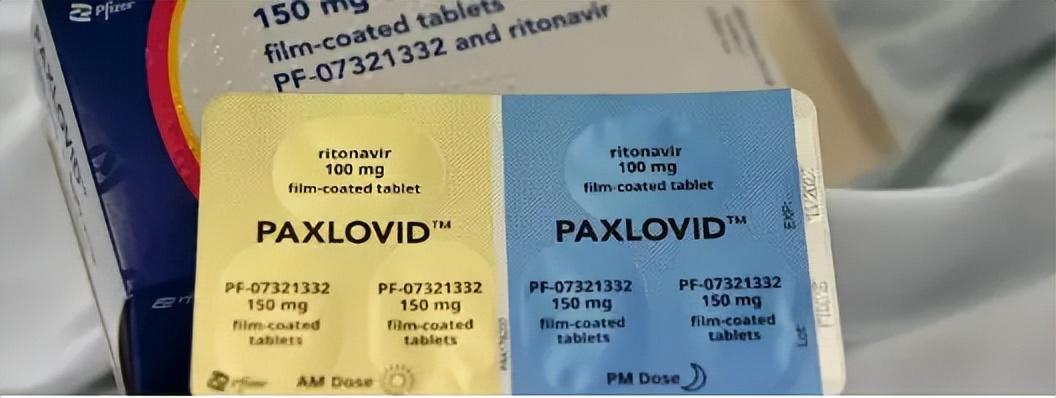 Pfizer
150 mg
film-coated tablets
PF-07321332 and ritonavir
PAXLOVID™
ritonavir
100 mg
film-coated tablet
PAXLOVID™
PF-07321332
150 mg
film-coated
tablets
PF-07321332
150 mg
film-coated
tablets
Pfizer
AM Dose
ritonavir
100 mg
film-coated tablet
PAXLOVID™
PF-07321332
150 mg
film-coated
tablets
PF-07321332
150 mg
film-coated
tablets
PM Dose
EXP:
Lot: